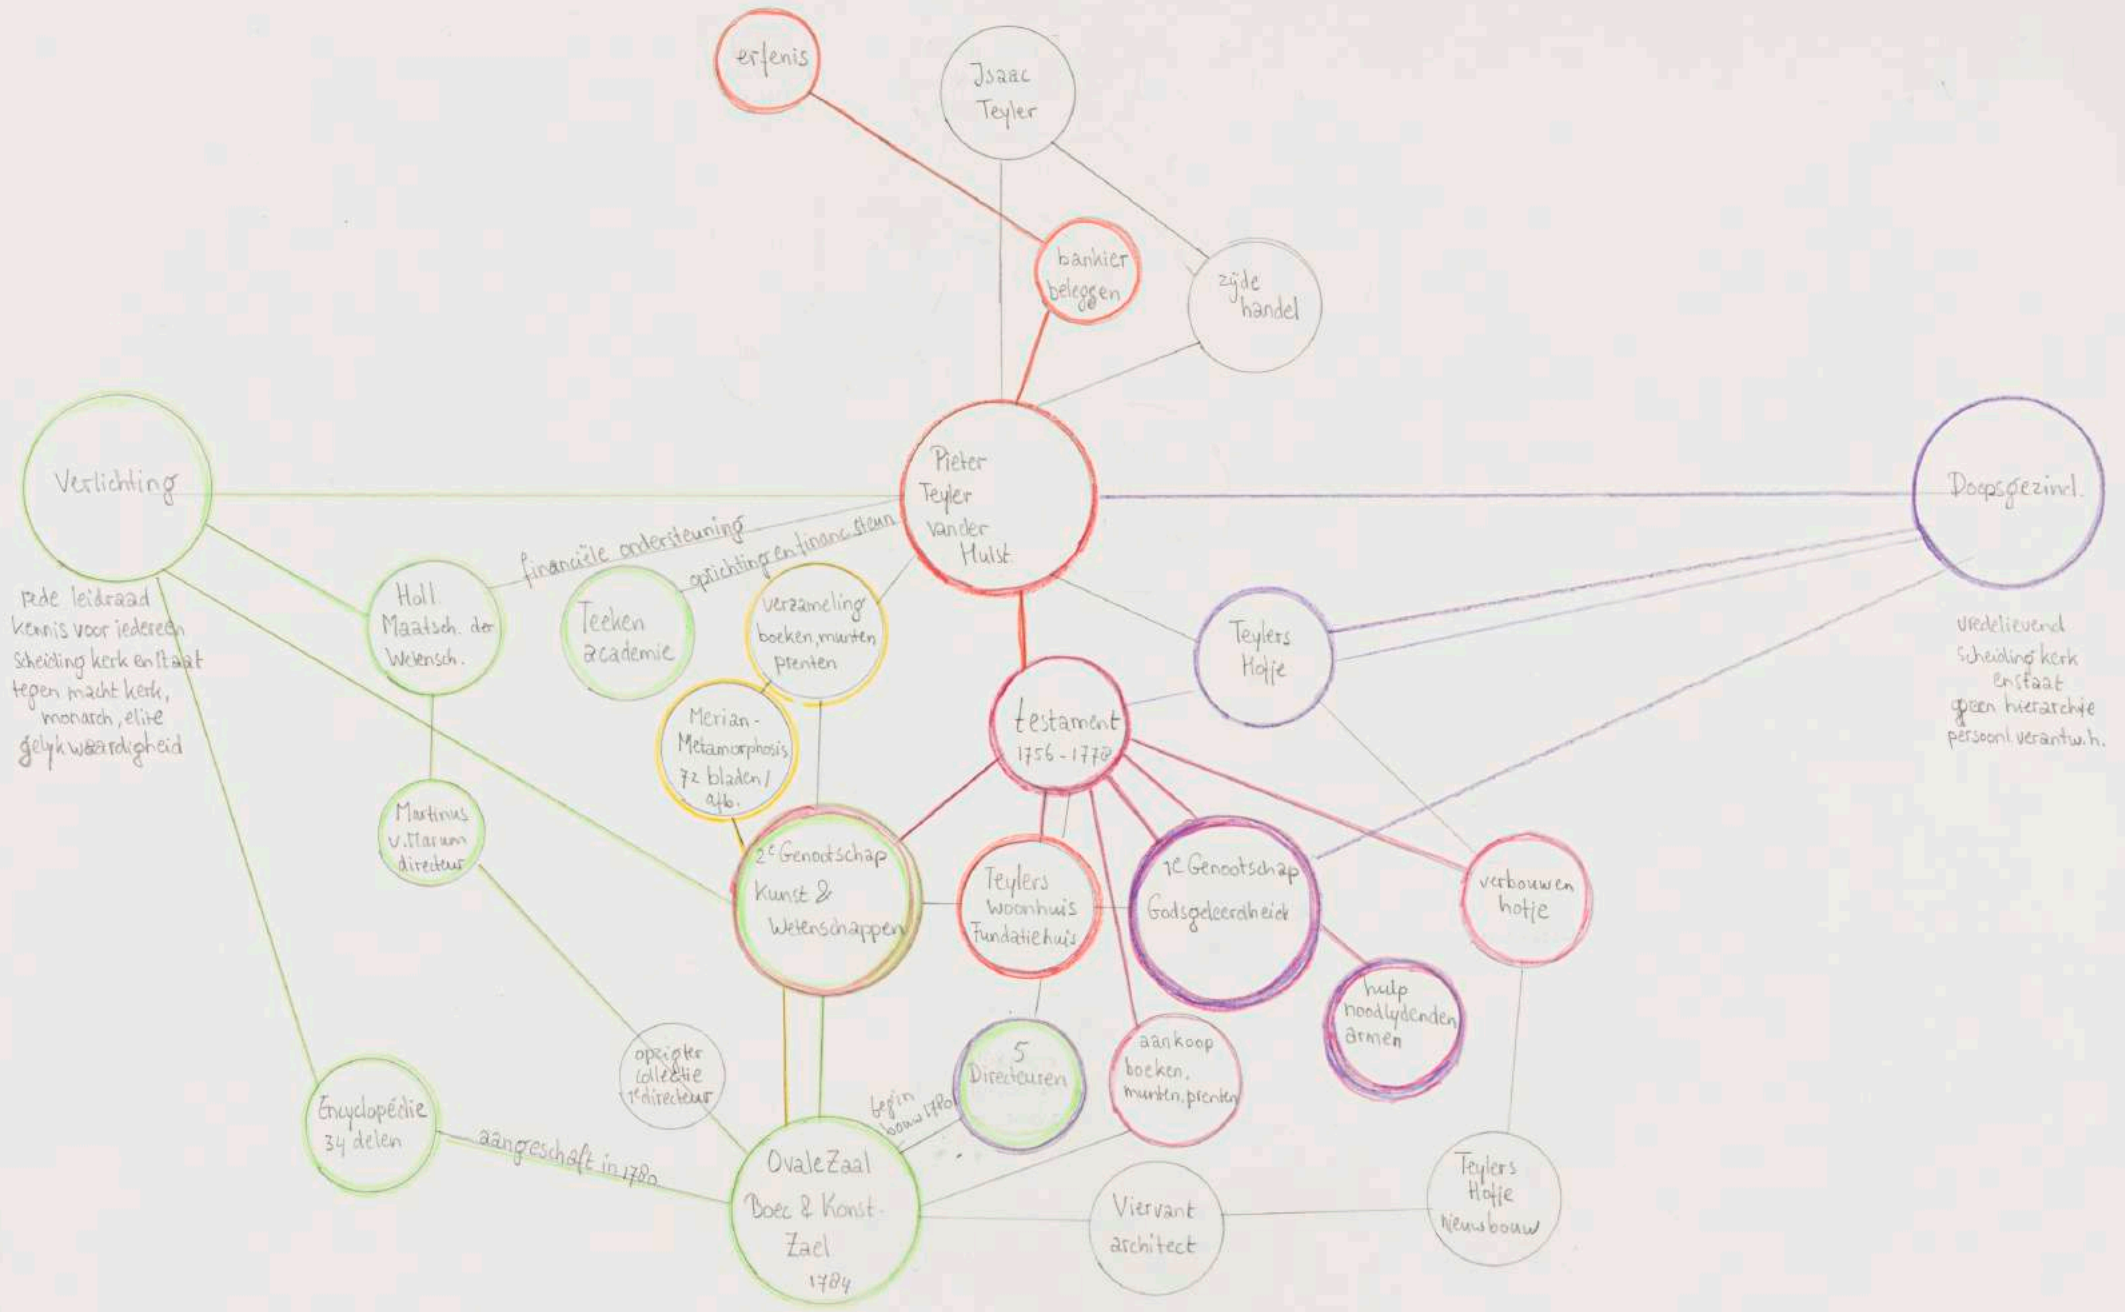 erfenis
Isaac
Teyler
bankier
beleggen
zijde
handel
Verlichting
Pieter
Teyler
vander
Hulst.
Doopsgezind.
financiële ondersteuning
oprichting en financ. steun
rede leidraad
kennis voor iedereen
scheiding kerk en staat
tegen macht kerk,
monarch, elite
gelykwaardigheid
Holl.
Maatsch. der
Wetensch.
Teeken
academie
verzameling
boeken, munten,
prenten
Teylers
Hofje
vredelievend
scheiding kerk
en staat
geen hierarchie
persoonl. verantw.h.
Merian-
Metamorphosis
72 bladen/
afb.
testament
1756-1778
Martinus
v. Marum
directeur
2e Genootschap
Kunst &
Wetenschappen
Teylers
woonhuis
Fundatiehuis
1e Genootschap
Godsgeleerdheid
verbouwen
hofje
hulp
noodlydenden
armen
opzigter
collectie
1e directeur
5
Directeuren
aankoop
boeken,
munten, prenten
begin
bouw 1780
Encyclopédie
34 delen
aangeschaft in 1780
Ovale Zaal
Boec & Konst-
Zael
1784
Viervant
architect
Teylers
Hofje
nieuwbouw